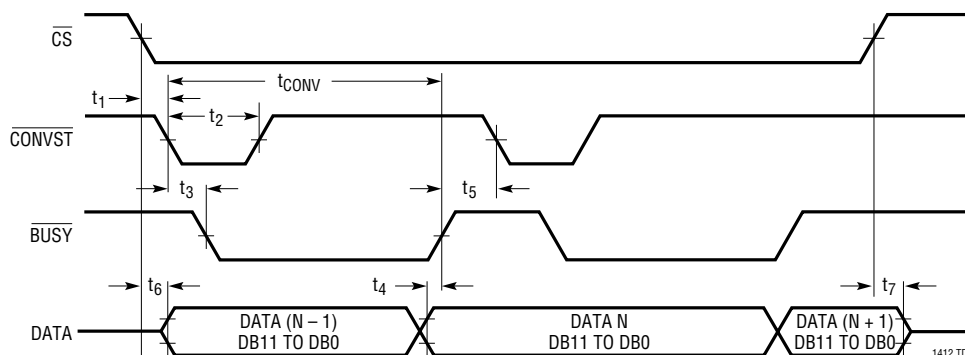 CS
tCONV
t1
t2
CONVST
t3
t5
BUSY
t6
t4
t7
DATA
DATA (N – 1)
DB11 TO DB0
DATA N
DB11 TO DB0
DATA (N + 1)
DB11 TO DB0